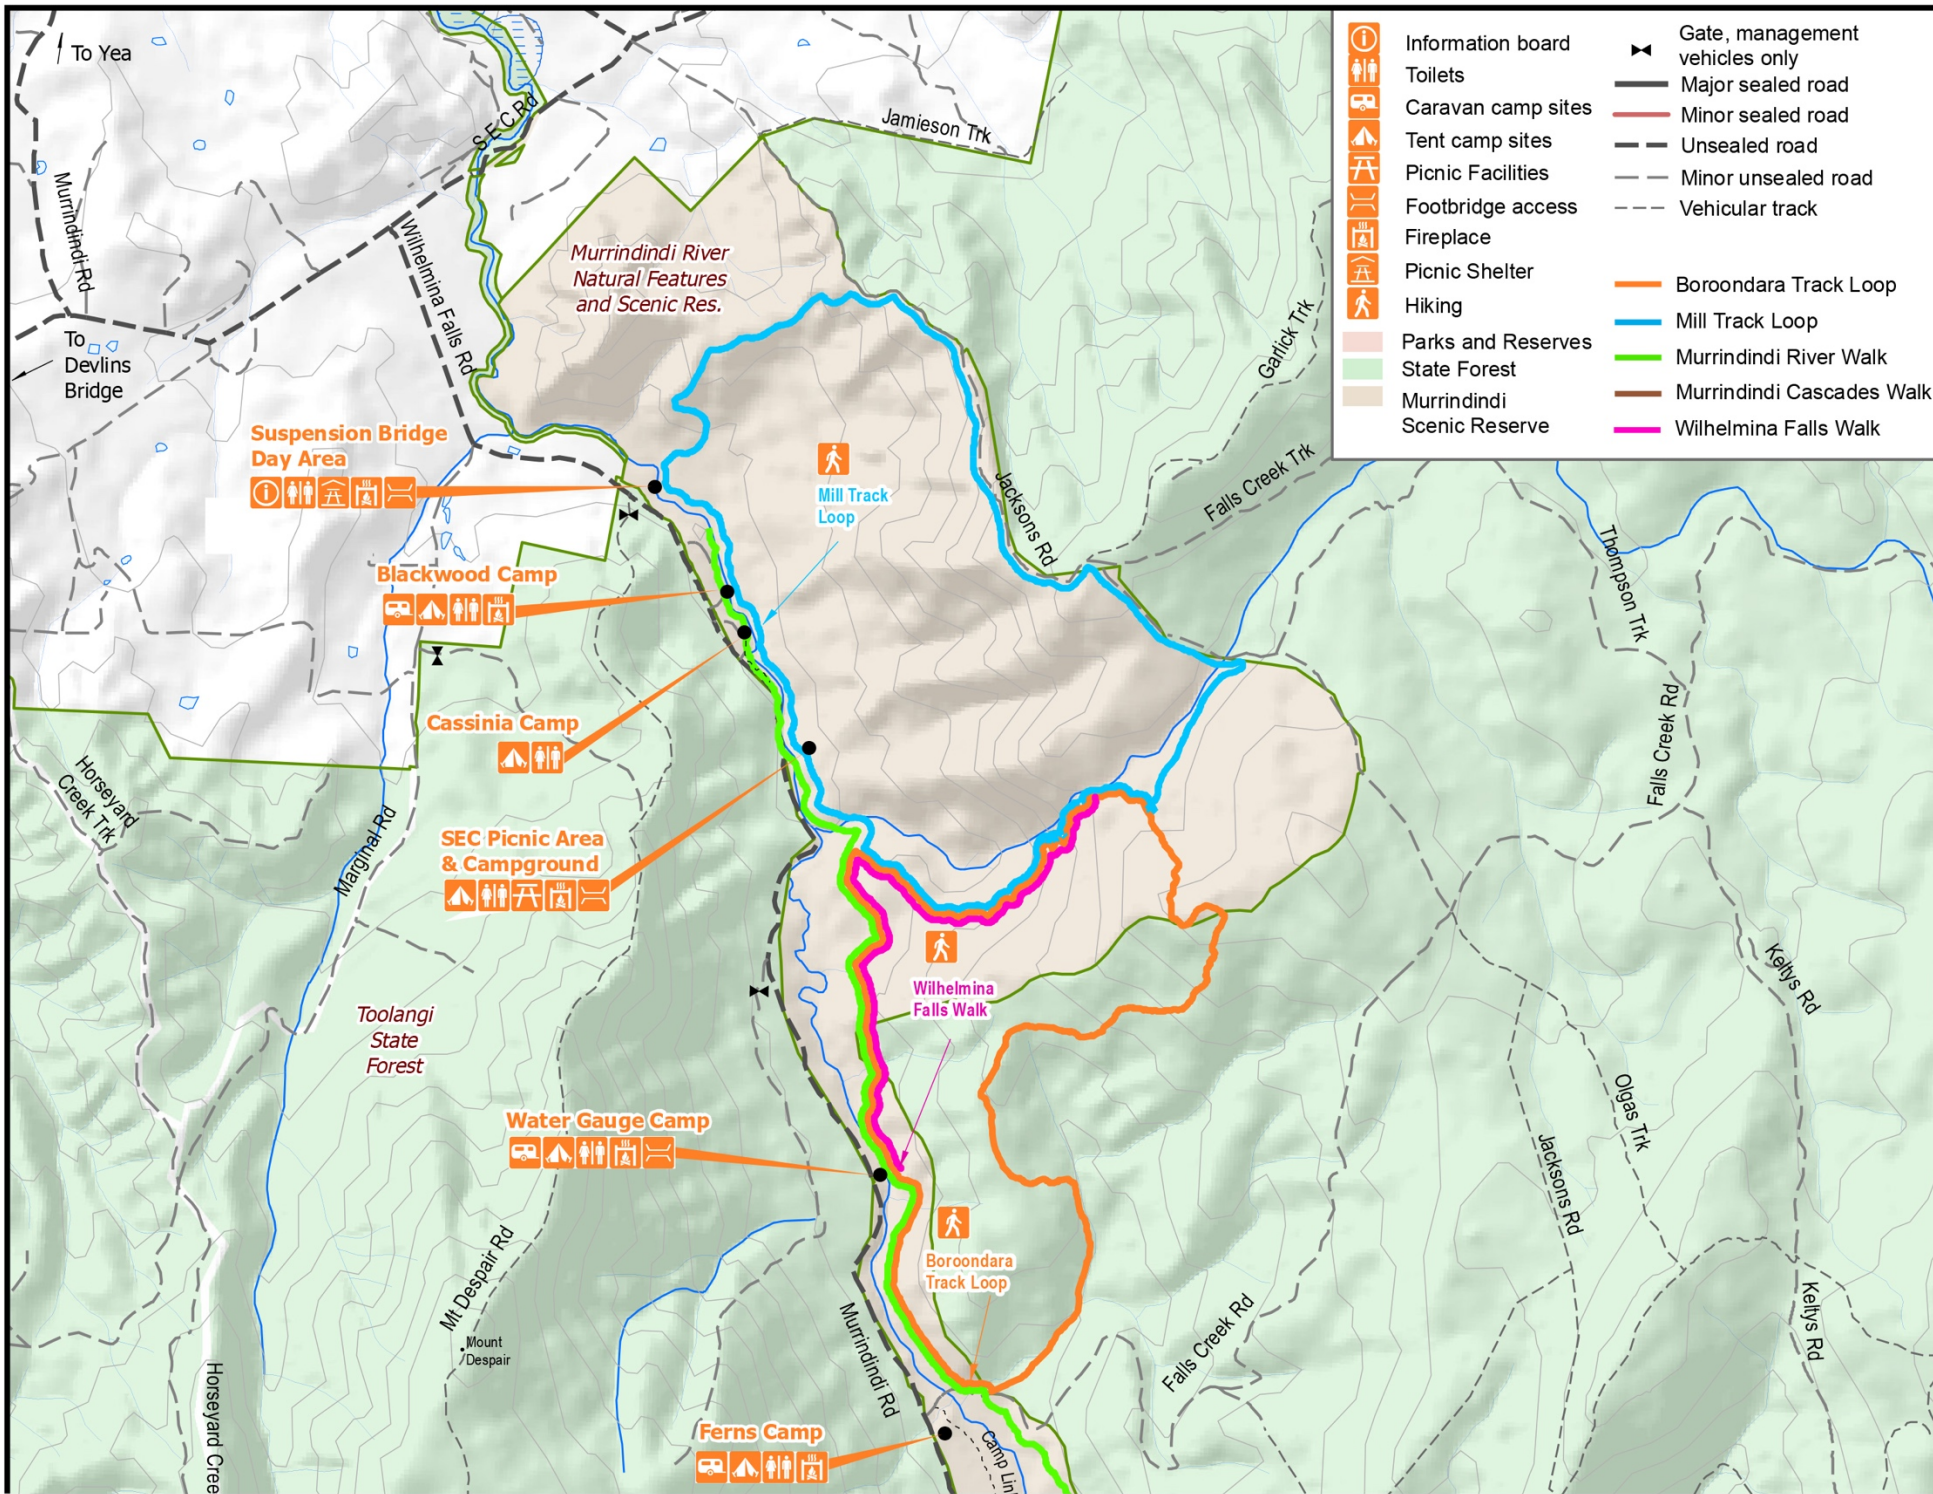 To Yea
S E C Rd
Jamieson Trk
Murrindindi Rd
Wilhelmina Falls Rd
Murrindindi River
Natural Features
and Scenic Res.
To
Devlins
Bridge
Garlick Trk
Information board
Toilets
Caravan camp sites
Tent camp sites
Picnic Facilities
Footbridge access
Fireplace
Picnic Shelter
Hiking
Parks and Reserves
State Forest
Murrindindi
Scenic Reserve
Gate, management
vehicles only
Major sealed road
Minor sealed road
Unsealed road
Minor unsealed road
Vehicular track
Boroondara Track Loop
Mill Track Loop
Murrindindi River Walk
Murrindindi Cascades Walk
Wilhelmina Falls Walk
Suspension Bridge
Day Area
Mill Track
Loop
Jacksons Rd
Falls Creek Trk
Thompson Trk
Blackwood Camp
Cassinia Camp
Falls Creek Rd
Horseyard
Creek Trk
Marginal Rd
SEC Picnic Area
& Campground
Wilhelmina
Falls Walk
Keltys Rd
Toolangi
State
Forest
Olgas Trk
Jacksons Rd
Water Gauge Camp
Boroondara
Track Loop
Mt Despair Rd
Mount
Despair
Murrindindi Rd
Falls Creek Rd
Keltys Rd
Horseyard Cree
Ferns Camp
Camp Lin